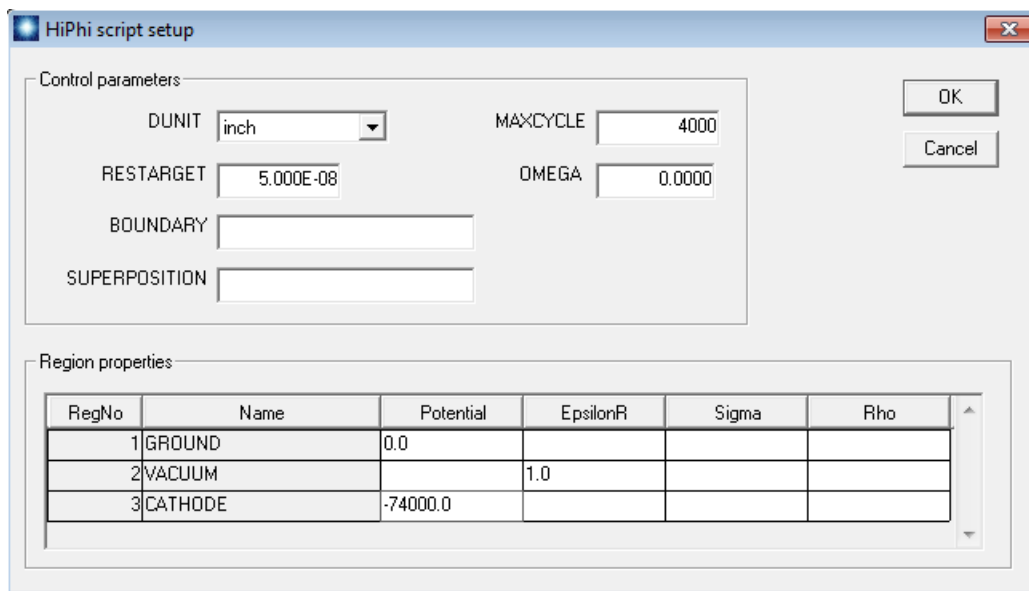 HiPhi script setup
Control parameters
DUNIT inch MAXCYCLE 4000 OK
RESTARGET 5.000E-08 OMEGA 0.0000 Cancel
BOUNDARY
SUPERPOSITION
Region properties
RegNo Name Potential EpsilonR Sigma Rho
1 GROUND 0.0
2 VACUUM 1.0
3 CATHODE -74000.0